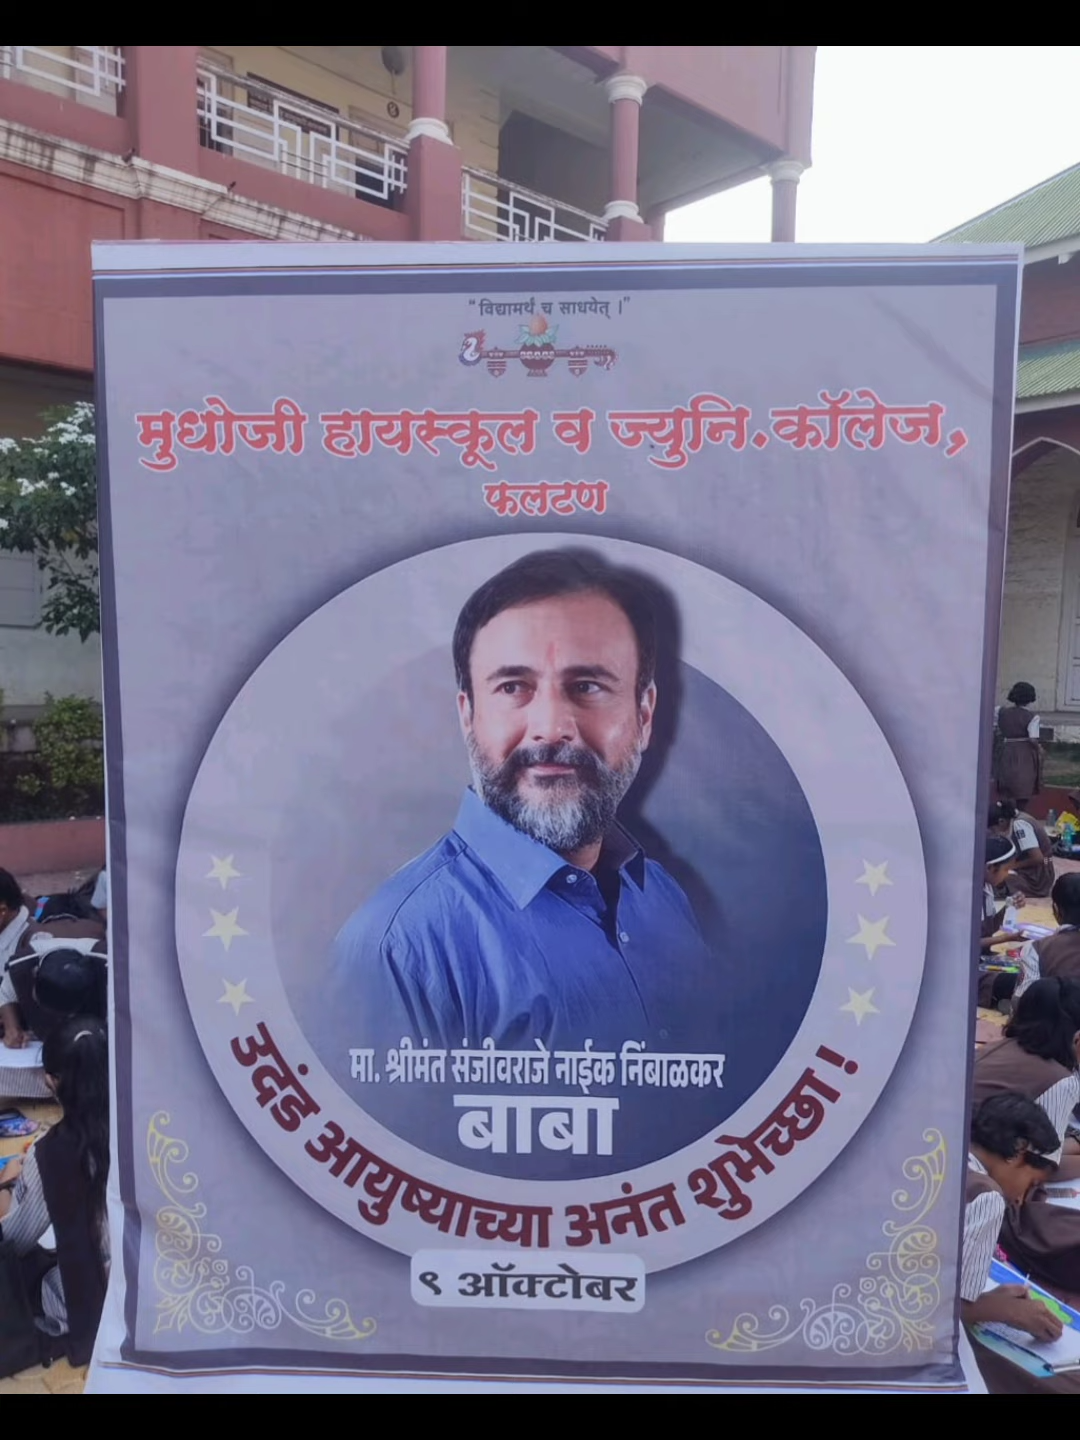 "विद्यामर्थं च साधयेत् ।"
मुधोजी हायस्कूल व ज्युनि. कॉलेज,
फलटण
मा. श्रीमंत संजीवराजे नाईक निंबाळकर
बाबा
उदंड आयुष्याच्या अनंत शुभेच्छा !
९ ऑक्टोबर